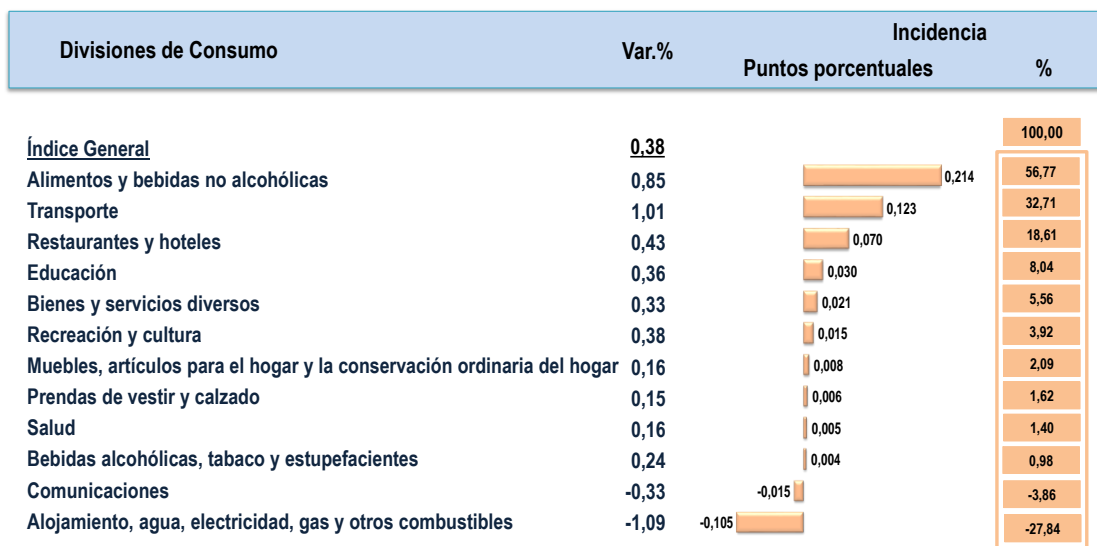 Divisiones de Consumo Var.% Incidencia
Puntos porcentuales %
100,00
Índice General 0,38
Alimentos y bebidas no alcohólicas 0,85 0,214 56,77
Transporte 1,01 0,123 32,71
Restaurantes y hoteles 0,43 0,070 18,61
Educación 0,36 0,030 8,04
Bienes y servicios diversos 0,33 0,021 5,56
Recreación y cultura 0,38 0,015 3,92
Muebles, artículos para el hogar y la conservación ordinaria del hogar 0,16 0,008 2,09
Prendas de vestir y calzado 0,15 0,006 1,62
Salud 0,16 0,005 1,40
Bebidas alcohólicas, tabaco y estupefacientes 0,24 0,004 0,98
Comunicaciones -0,33 -0,015 -3,86
Alojamiento, agua, electricidad, gas y otros combustibles -1,09 -0,105 -27,84